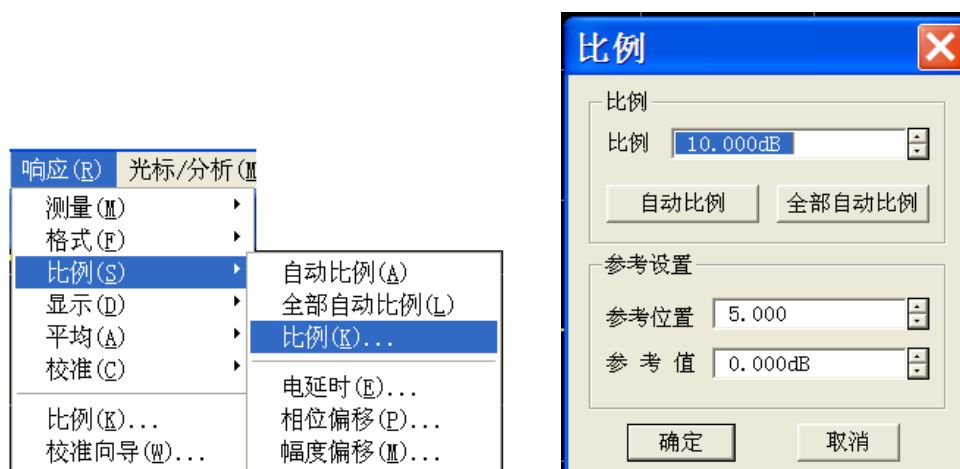 响应(R) 光标/分析(M
测量(M)
格式(F)
比例(S)
显示(D)
平均(A)
校准(C)
比例(K)...
校准向导(W)...
自动比例(A)
全部自动比例(L)
比例(K)...
电延时(E)...
相位偏移(P)...
幅度偏移(M)...
比例
比例
比例 10.000dB
自动比例 全部自动比例
参考设置
参考位置 5.000
参 考 值 0.000dB
确定 取消